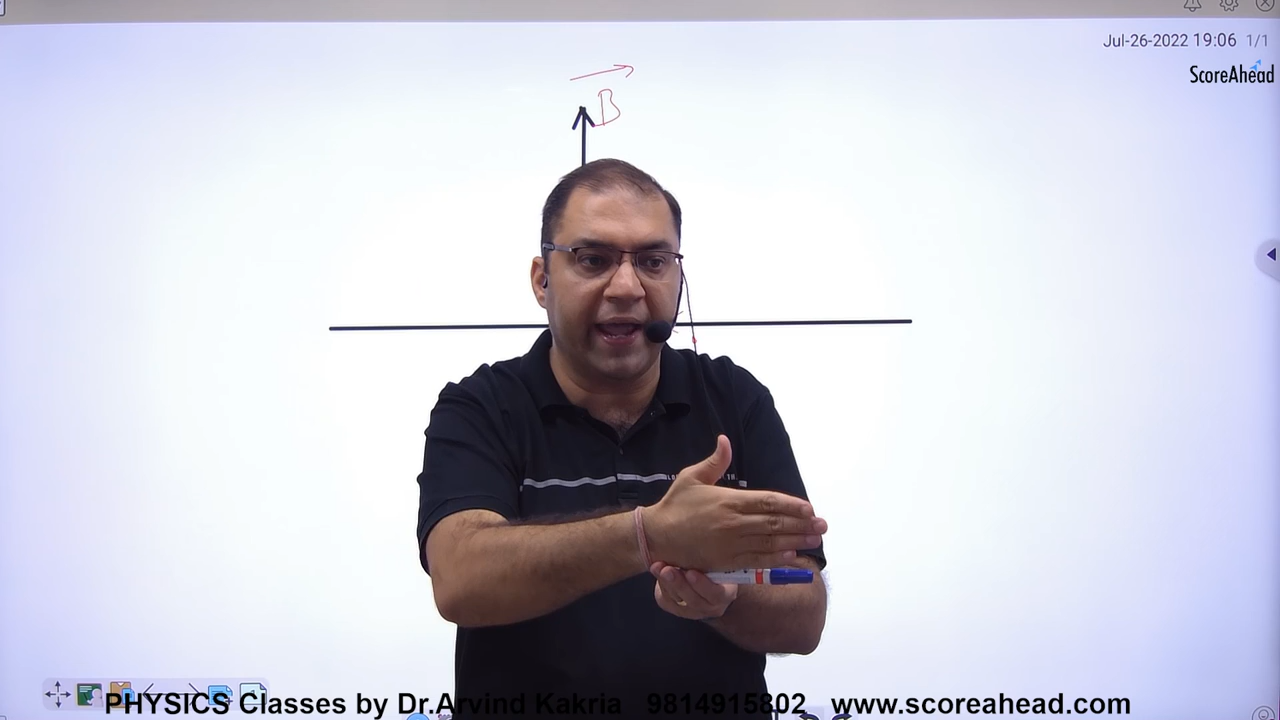 Jul-26-2022 19:06 1/1
ScoreAhead
B
PHYSICS Classes by Dr.Arvind Kakria 9814915802 www.scoreahead.com